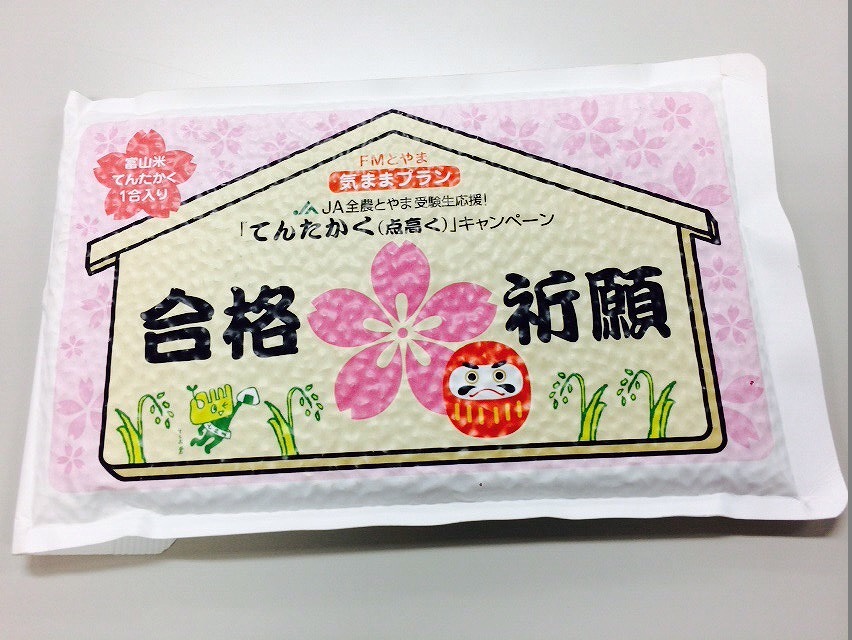 富山米
てんたかく
1合入り
FMとやま
気ままプラン
JA JA全農とやま 受験生応援!
「てんたかく(点高く)」キャンペーン
合格 祈願